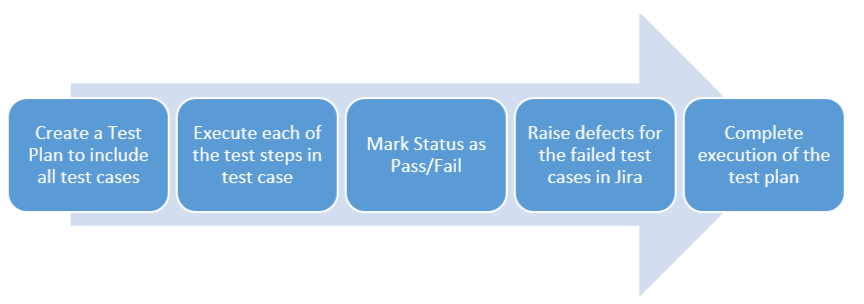 Create a Test
Plan to include
all test cases
Execute each of
the test steps in
test case
Mark Status as
Pass/Fail
Raise defects for
the failed test
cases in Jira
Complete
execution of the
test plan